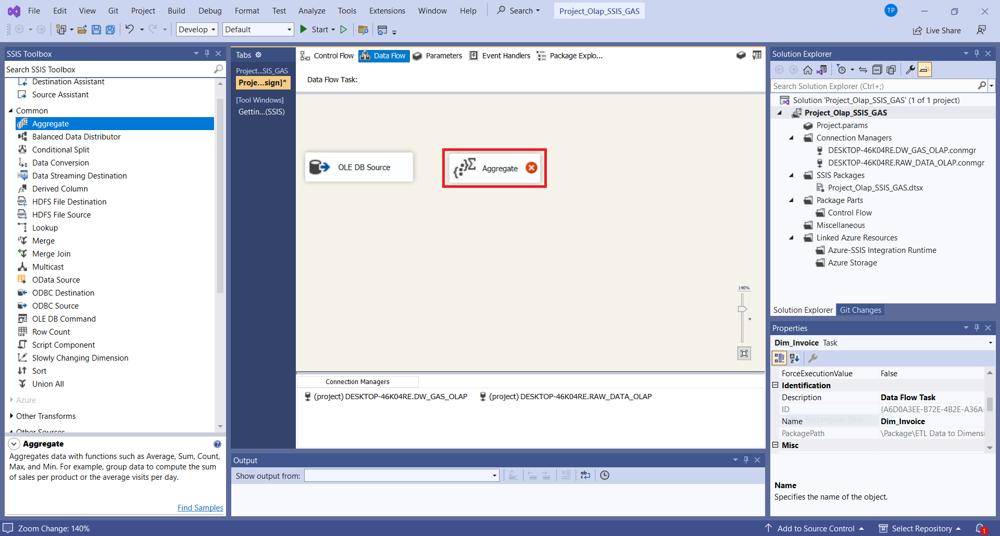 File Edit View Git Project Build Debug Format Test Analyze Tools Extensions Window Help Search Project_Olap_SSIS_GAS TP
Develop Default Start Live Share
SSIS Toolbox
Search SSIS Toolbox
Destination Assistant
Source Assistant
Common
Aggregate
Balanced Data Distributor
Conditional Split
Data Conversion
Data Streaming Destination
Derived Column
HDFS File Destination
HDFS File Source
Lookup
Merge
Merge Join
Multicast
OData Source
ODBC Destination
ODBC Source
OLE DB Command
Row Count
Script Component
Slowly Changing Dimension
Sort
Union All
Azure
Other Transforms
Other Sources
Aggregate
Aggregates data with functions such as Average, Sum, Count,
Max, and Min. For example, group data to compute the sum
of sales per product or the average visits per day.
Find Samples
Tabs
Project...SIS_GAS
Proje...sign]*
[Tool Windows]
Gettin...(SSIS)
Control Flow Data Flow Parameters Event Handlers Package Explo...
Data Flow Task:
OLE DB Source
Aggregate
140%
Connection Managers
(project) DESKTOP-46K04RE.DW_GAS_OLAP (project) DESKTOP-46K04RE.RAW_DATA_OLAP
Output
Show output from:
Solution Explorer
Search Solution Explorer (Ctrl+;)
Solution 'Project_Olap_SSIS_GAS' (1 of 1 project)
Project_Olap_SSIS_GAS
Project.params
Connection Managers
DESKTOP-46K04RE.DW_GAS_OLAP.conmgr
DESKTOP-46K04RE.RAW_DATA_OLAP.conmgr
SSIS Packages
Project_Olap_SSIS_GAS.dtsx
Package Parts
Control Flow
Miscellaneous
Linked Azure Resources
Azure-SSIS Integration Runtime
Azure Storage
Solution Explorer Git Changes
Properties
Dim_Invoice Task
ForceExecutionValue False
Identification
Description Data Flow Task
ID {A6D0A3EE-B72E-4B2E-A36A-
Rectangular Snip
Name Dim_Invoice
PackagePath \Package\ETL Data to Dimensi
Misc
Name
Specifies the name of the object.
Zoom Change: 140% Add to Source Control Select Repository 1